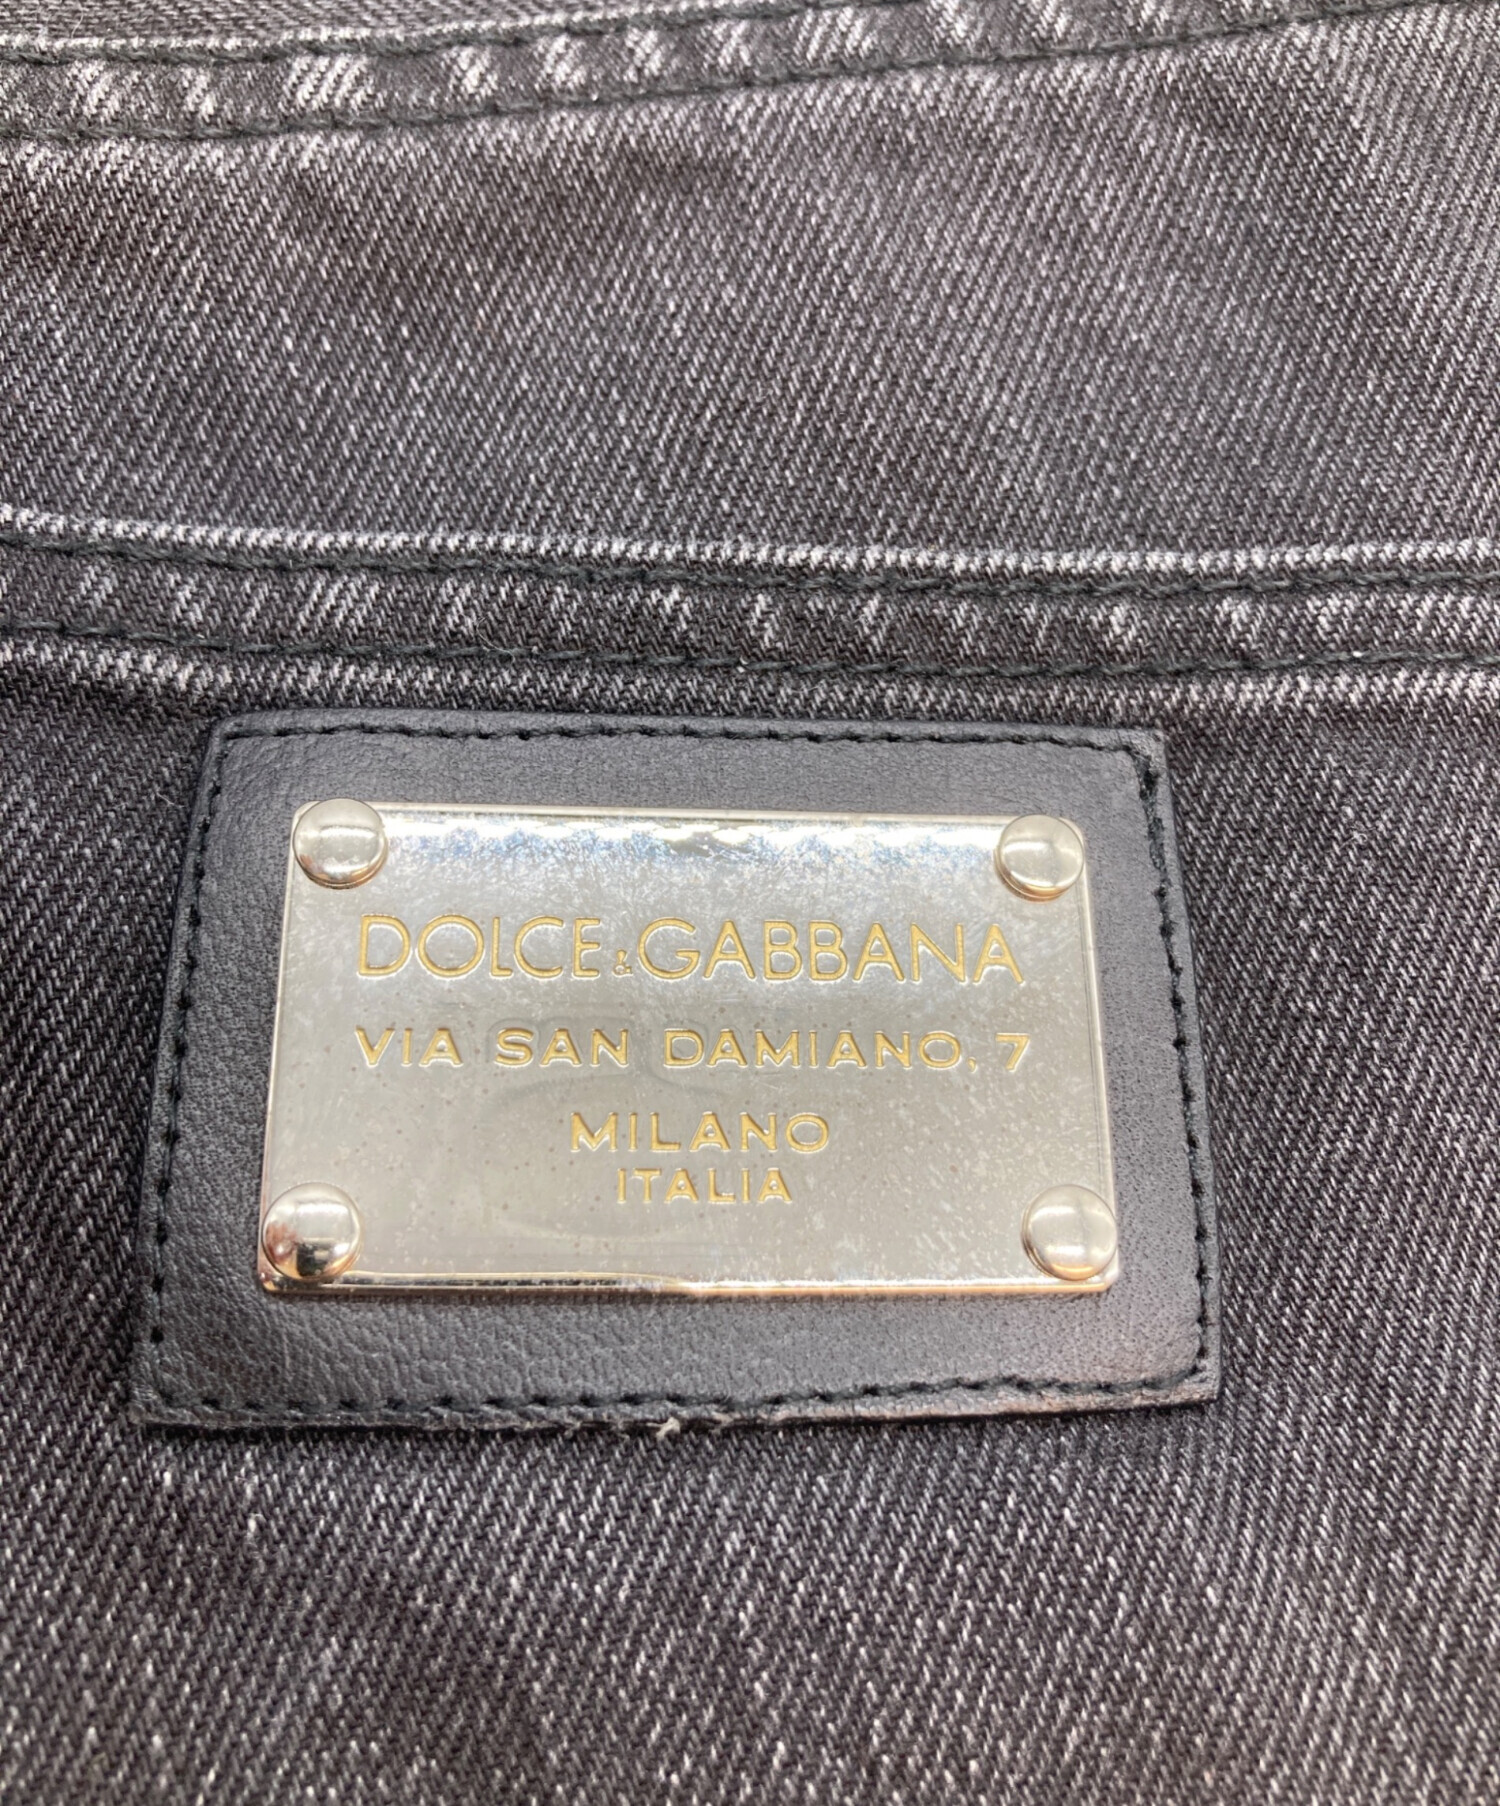 DOLCE&GABBANA
VIA SAN DAMIANO, 7
MILANO
ITALIA